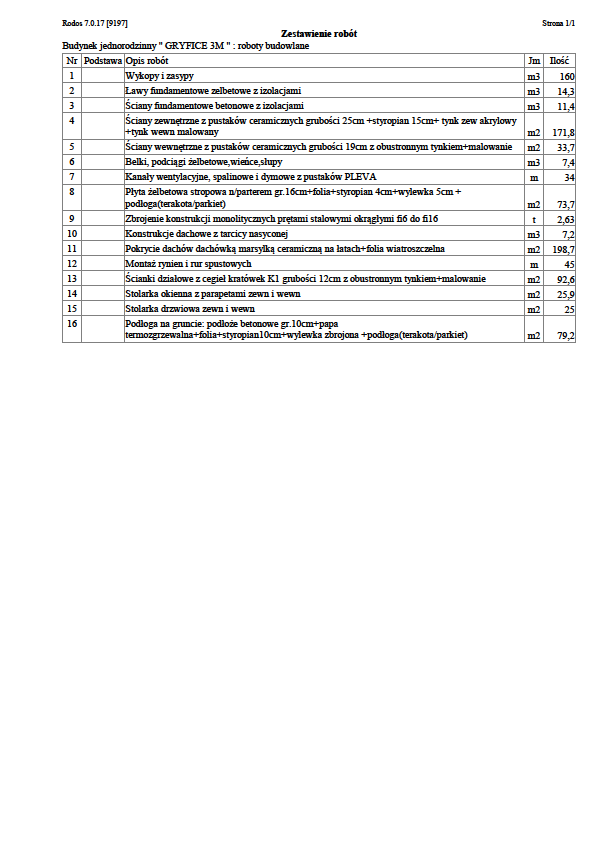 Rodos 7.0.17 [9197] Strona 1/1
Zestawienie robót
Budynek jednorodzinny " GRYFICE 3M " : roboty budowlane
Nr Podstawa Opis robót Jm Ilość
1 Wykopy i zasypy m3 160
2 Ławy fundamentowe żelbetowe z izolacjami m3 14,3
3 Ściany fundamentowe betonowe z izolacjami m3 11,4
4 Ściany zewnętrzne z pustaków ceramicznych grubości 25cm +styropian 15cm+ tynk zew akrylowy
+tynk wewn malowany m2 171,8
5 Ściany wewnętrzne z pustaków ceramicznych grubości 19cm z obustronnym tynkiem+malowanie m2 33,7
6 Belki, podciągi żelbetowe,wieńce,słupy m3 7,4
7 Kanały wentylacyjne, spalinowe i dymowe z pustaków PLEVA m 34
8 Płyta żelbetowa stropowa n/parterem gr.16cm+folia+styropian 4cm+wylewka 5cm +
podłoga(terakota/parkiet) m2 73,7
9 Zbrojenie konstrukcji monolitycznych prętami stalowymi okrągłymi fi6 do fi16 t 2,63
10 Konstrukcje dachowe z tarcicy nasyconej m3 7,2
11 Pokrycie dachów dachówką marsylką ceramiczną na łatach+folia wiatroszczelna m2 198,7
12 Montaż rynien i rur spustowych m 45
13 Ścianki działowe z cegieł kratówek K1 grubości 12cm z obustronnym tynkiem+malowanie m2 92,6
14 Stolarka okienna z parapetami zewn i wewn m2 25,9
15 Stolarka drzwiowa zewn i wewn m2 25
16 Podłoga na gruncie: podłoże betonowe gr.10cm+papa
termozgrzewalna+folia+styropian10cm+wylewka zbrojona +podłoga(terakota/parkiet) m2 79,2